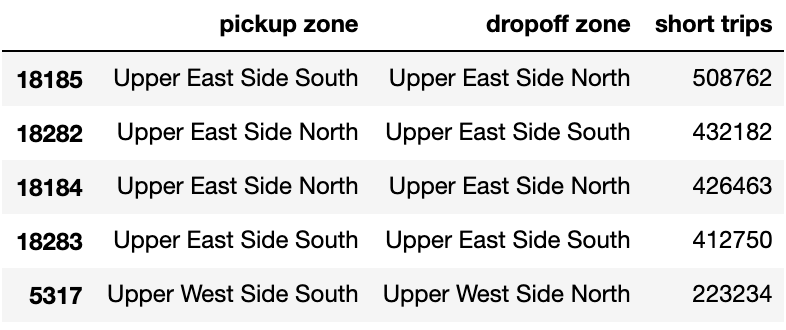 pickup zone dropoff zone short trips
18185 Upper East Side South Upper East Side North 508762
18282 Upper East Side North Upper East Side South 432182
18184 Upper East Side North Upper East Side North 426463
18283 Upper East Side South Upper East Side South 412750
5317 Upper West Side South Upper West Side North 223234